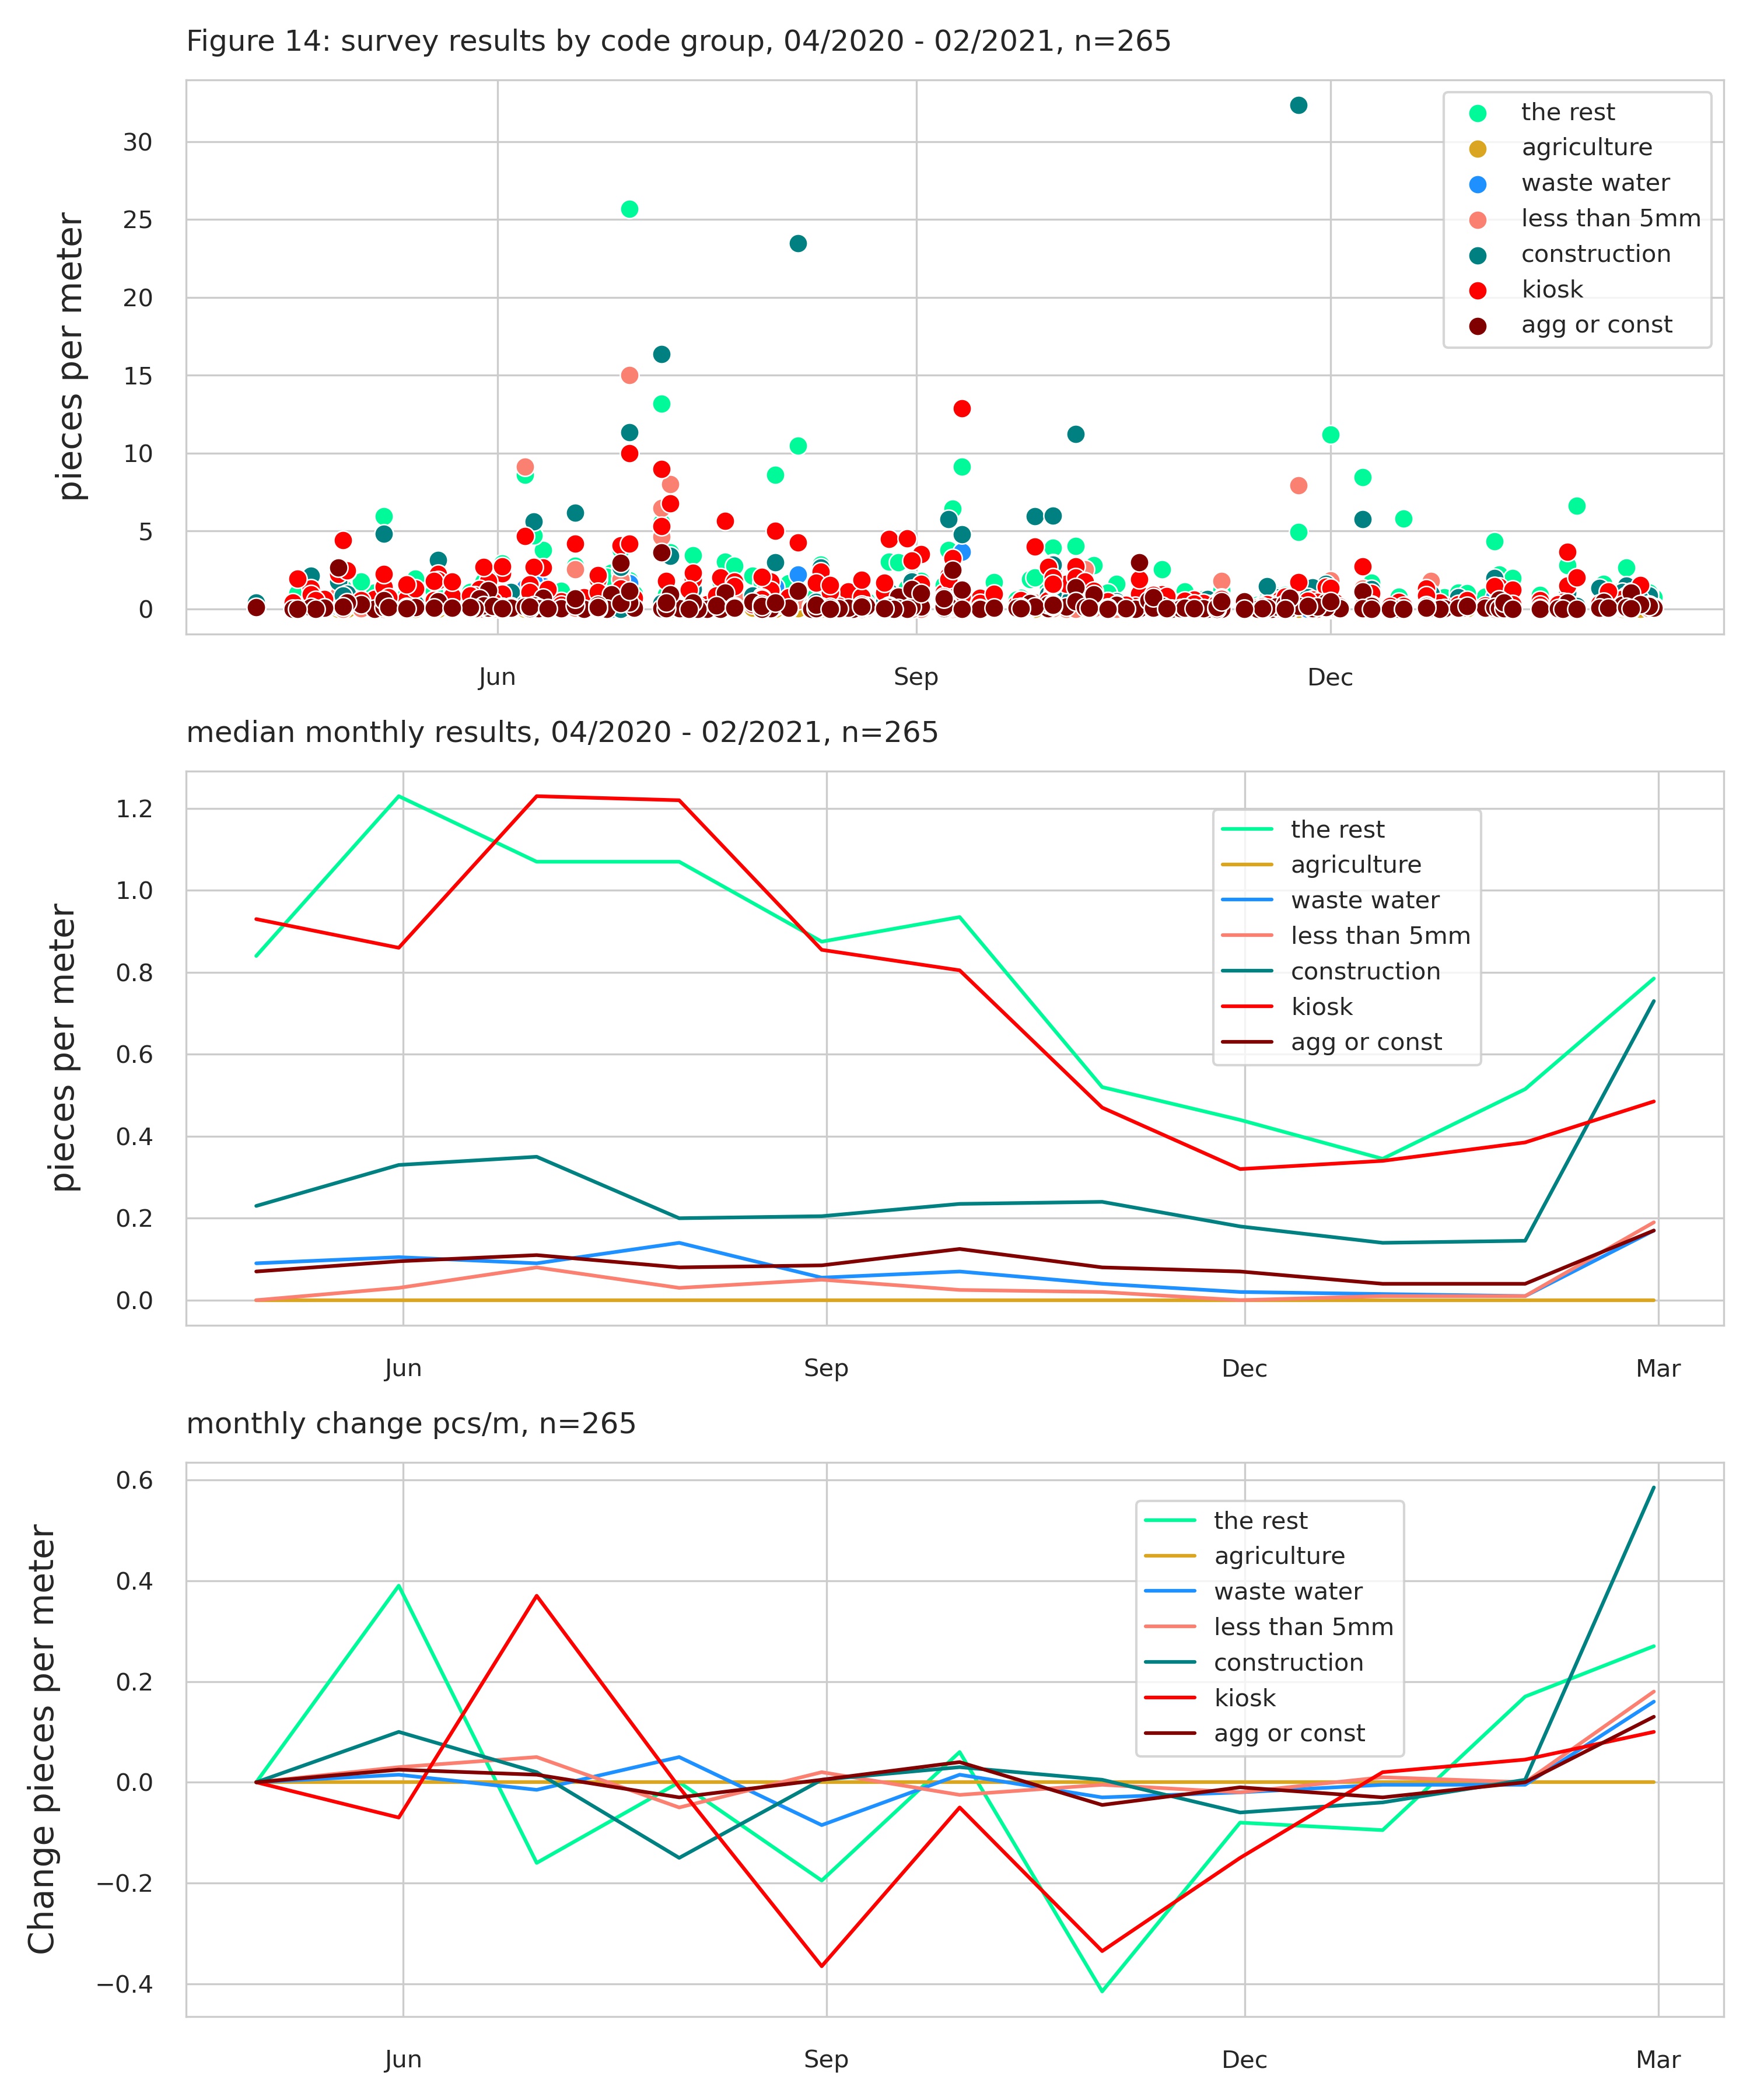 Figure 14: survey results by code group, 04/2020 - 02/2021, n=265
pieces per meter
30
25
20
15
10
5
0
the rest
agriculture
waste water
less than 5mm
construction
kiosk
agg or const
Jun Sep Dec
median monthly results, 04/2020 - 02/2021, n=265
pieces per meter
1.2
1.0
0.8
0.6
0.4
0.2
0.0
the rest
agriculture
waste water
less than 5mm
construction
kiosk
agg or const
Jun Sep Dec Mar
monthly change pcs/m, n=265
Change pieces per meter
0.6
0.4
0.2
0.0
−0.2
−0.4
the rest
agriculture
waste water
less than 5mm
construction
kiosk
agg or const
Jun Sep Dec Mar